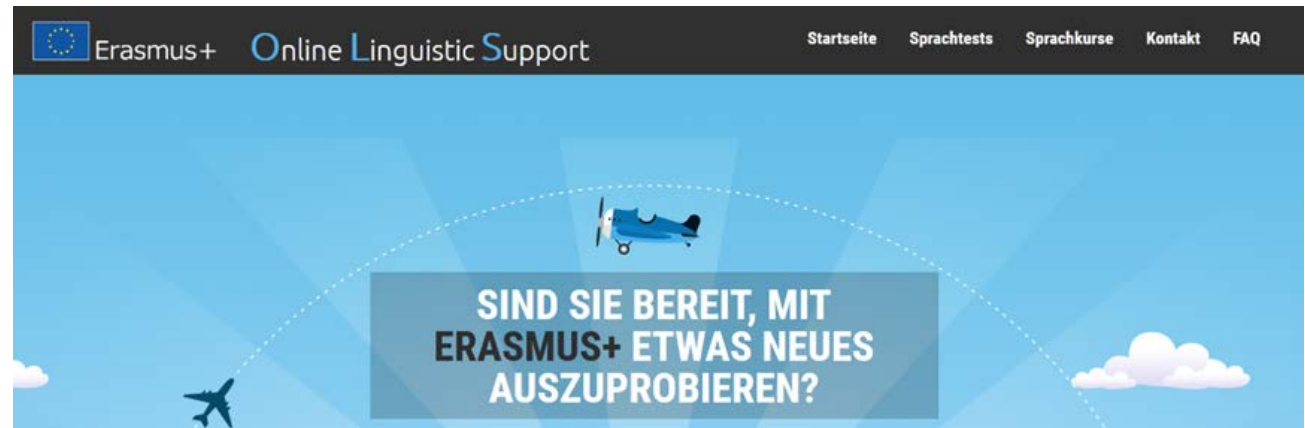 Erasmus+ Online Linguistic Support
Startseite Sprachtests Sprachkurse Kontakt FAQ
SIND SIE BEREIT, MIT
ERASMUS+ ETWAS NEUES
AUSZUPROBIEREN?